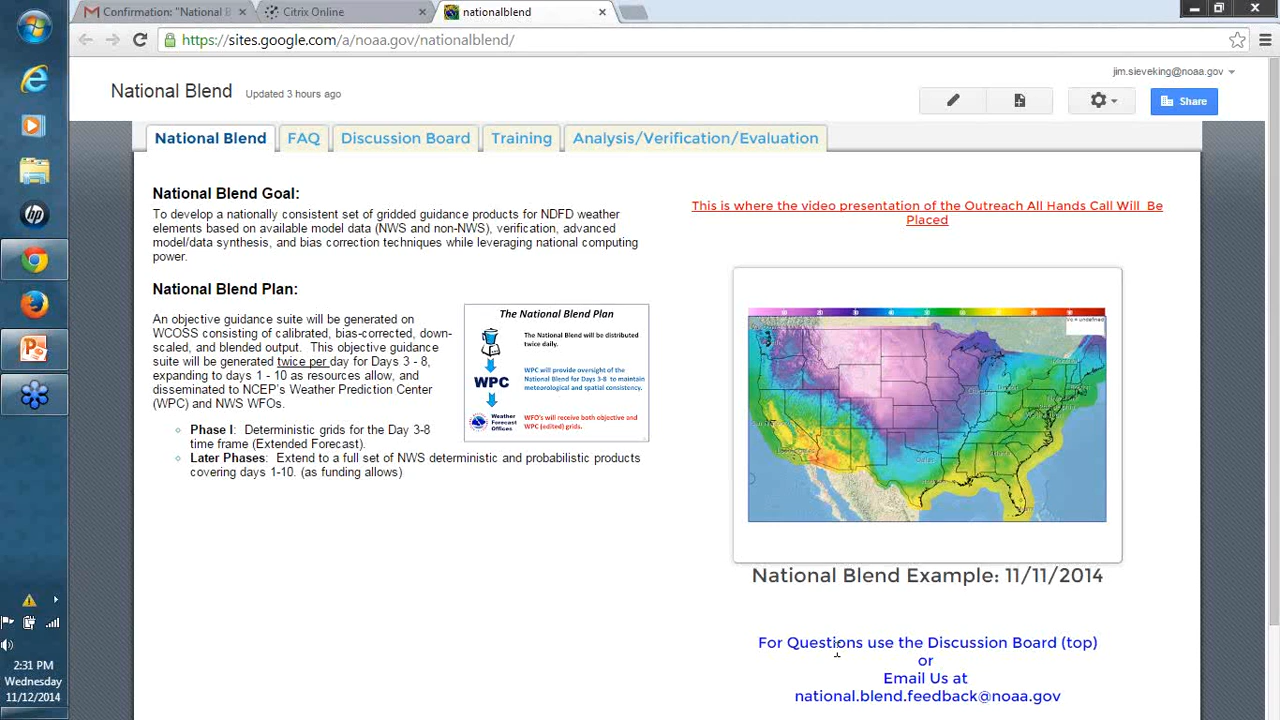 Confirmation: "National B
Citrix Online
nationalblend
https://sites.google.com/a/noaa.gov/nationalblend/
jim.sieveking@noaa.gov
National Blend Updated 3 hours ago
Share
National Blend FAQ Discussion Board Training Analysis/Verification/Evaluation
National Blend Goal:
To develop a nationally consistent set of gridded guidance products for NDFD weather
elements based on available model data (NWS and non-NWS), verification, advanced
model/data synthesis, and bias correction techniques while leveraging national computing
power.
National Blend Plan:
An objective guidance suite will be generated on
WCOSS consisting of calibrated, bias-corrected, down-
scaled, and blended output. This objective guidance
suite will be generated twice per day for Days 3 - 8,
expanding to days 1 - 10 as resources allow, and
disseminated to NCEP's Weather Prediction Center
(WPC) and NWS WFOs.
The National Blend Plan
The National Blend will be distributed
twice daily.
WPC
WPC will provide oversight of the
National Blend for Days 3-8 to maintain
meteorological and spatial consistency.
Weather
Forecast
Offices
WFO's will receive both objective and
WPC (edited) grids.
Phase I: Deterministic grids for the Day 3-8
time frame (Extended Forecast).
Later Phases: Extend to a full set of NWS deterministic and probabilistic products
covering days 1-10. (as funding allows)
This is where the video presentation of the Outreach All Hands Call Will Be
Placed
National Blend Example: 11/11/2014
For Questions use the Discussion Board (top)
or
Email Us at
national.blend.feedback@noaa.gov
2:31 PM
Wednesday
11/12/2014